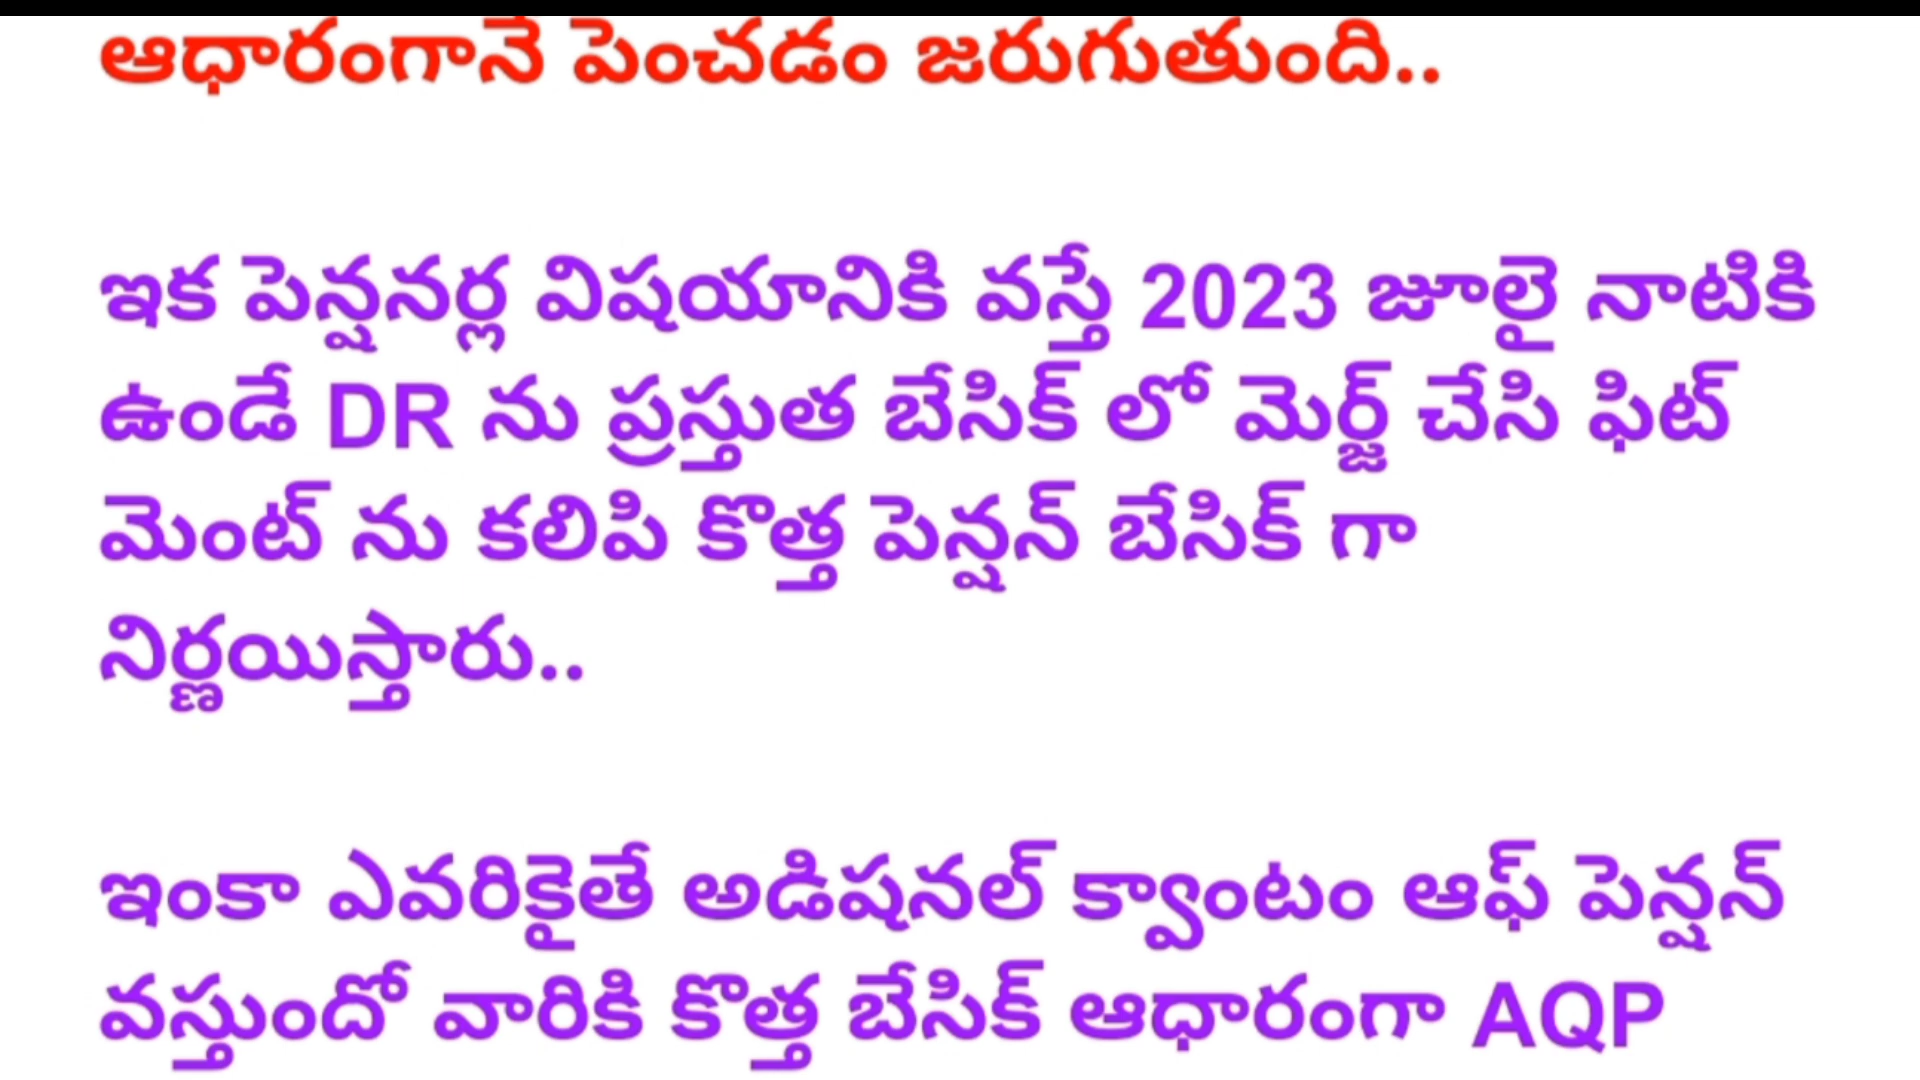 ఆధారంగానే పెంచడం జరుగుతుంది..
ఇక పెన్షనర్ల విషయానికి వస్తే 2023 జూలై నాటికి
ఉండే DR ను ప్రస్తుత బేసిక్ లో మెర్జ్ చేసి ఫిట్
మెంట్ ను కలిపి కొత్త పెన్షన్ బేసిక్ గా
నిర్ణయిస్తారు..
ఇంకా ఎవరికైతే అడిషనల్ క్వాంటం ఆఫ్ పెన్షన్
వస్తుందో వారికి కొత్త బేసిక్ ఆధారంగా AQP